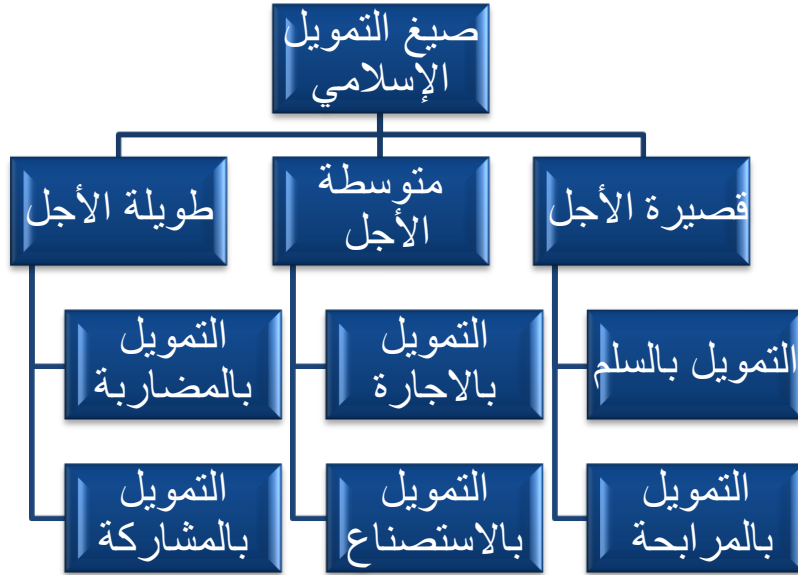 صيغ التمويل
الإسلامي
قصيرة الأجل
متوسطة
الأجل
طويلة الأجل
التمويل بالسلم
التمويل
بالاجارة
التمويل
بالمضاربة
التمويل
بالمرابحة
التمويل
بالاستصناع
التمويل
بالمشاركة